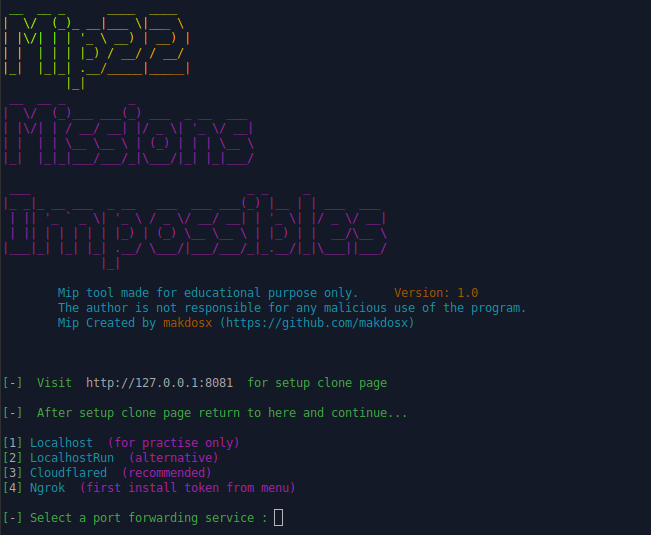 Mip22
Misions
Impossibles
Mip tool made for educational purpose only. Version: 1.0
The author is not responsible for any malicious use of the program.
Mip Created by makdosx (https://github.com/makdosx)
[-] Visit http://127.0.0.1:8081 for setup clone page
[-] After setup clone page return to here and continue...
[1] Localhost (for practise only)
[2] LocalhostRun (alternative)
[3] Cloudflared (recommended)
[4] Ngrok (first install token from menu)
[-] Select a port forwarding service :